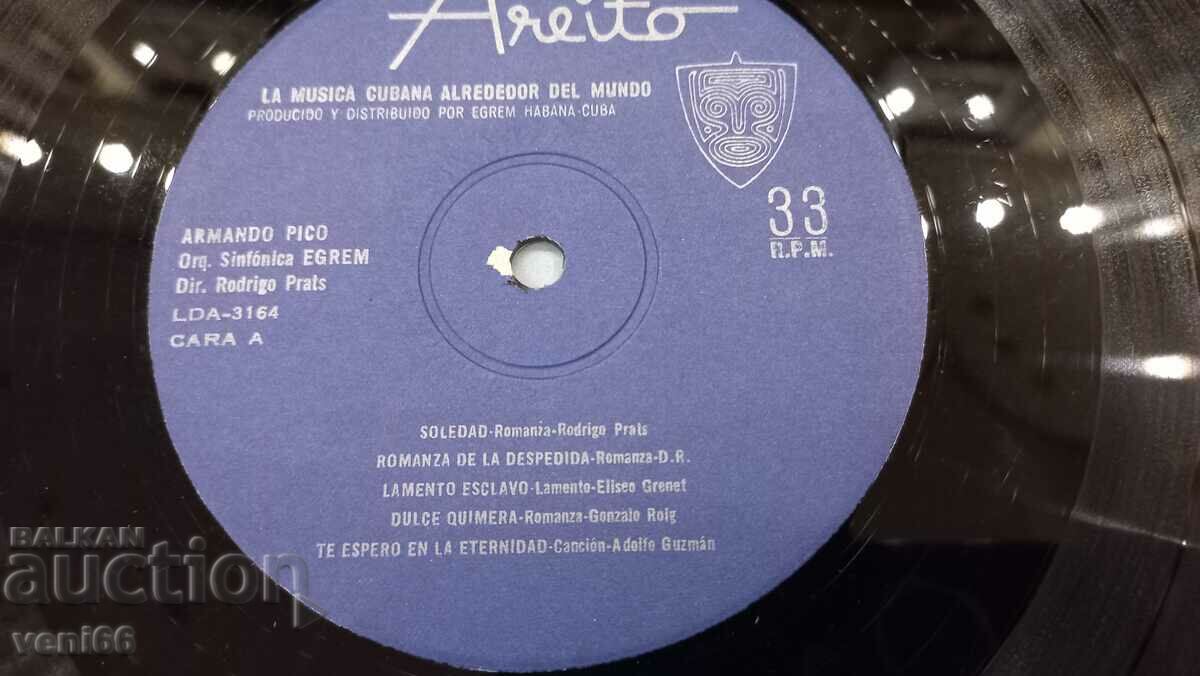 Areito
LA MUSICA CUBANA ALREDEDOR DEL MUNDO
PRODUCIDO Y DISTRIBUIDO POR EGREM HABANA-CUBA
33
R.P.M.
ARMANDO PICO
Orq. Sinfónica EGREM
Dir. Rodrigo Prats
LDA-3164
CARA A
SOLEDAD-Romanza-Rodrigo Prats
ROMANZA DE LA DESPEDIDA-Romanza-D.R.
LAMENTO ESCLAVO-Lamento-Eliseo Grenet
DULCE QUIMERA-Romanza-Gonzalo Roig
TE ESPERO EN LA ETERNIDAD-Canción-Adolfo Guzmán
BALKAN
auction
veni66